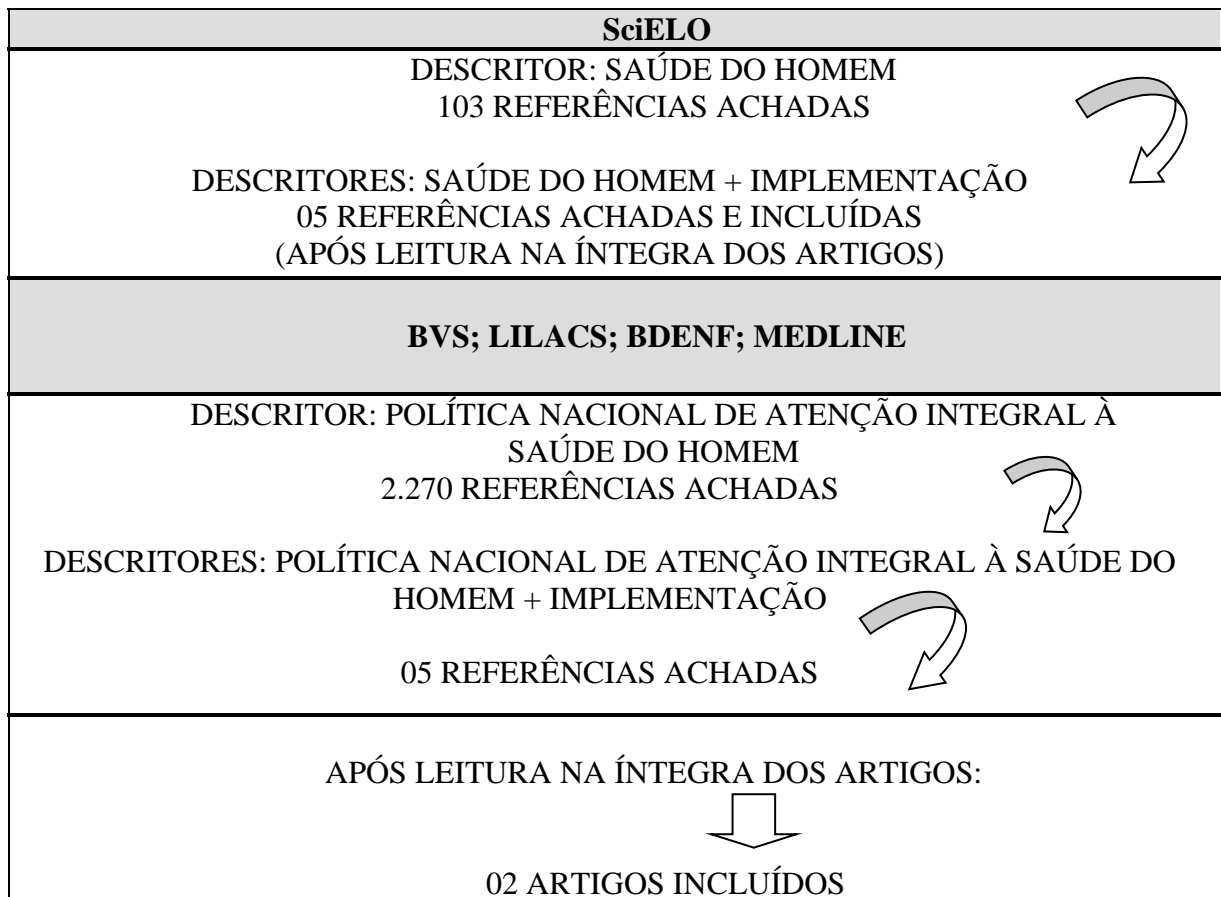 SciELO
DESCRITOR: SAÚDE DO HOMEM
103 REFERÊNCIAS ACHADAS
DESCRITORES: SAÚDE DO HOMEM + IMPLEMENTAÇÃO
05 REFERÊNCIAS ACHADAS E INCLUÍDAS
(APÓS LEITURA NA ÍNTEGRA DOS ARTIGOS)
BVS; LILACS; BDENF; MEDLINE
DESCRITOR: POLÍTICA NACIONAL DE ATENÇÃO INTEGRAL À
SAÚDE DO HOMEM
2.270 REFERÊNCIAS ACHADAS
DESCRITORES: POLÍTICA NACIONAL DE ATENÇÃO INTEGRAL À SAÚDE DO
HOMEM + IMPLEMENTAÇÃO
05 REFERÊNCIAS ACHADAS
APÓS LEITURA NA ÍNTEGRA DOS ARTIGOS:
02 ARTIGOS INCLUÍDOS